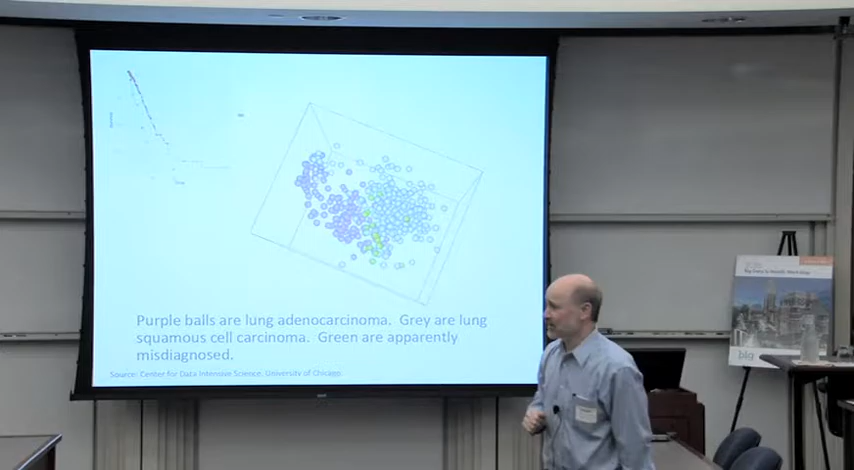 Purple balls are lung adenocarcinoma. Grey are lung
squamous cell carcinoma. Green are apparently
misdiagnosed.
Source: Center for Data Intensive Science, University of Chicago.